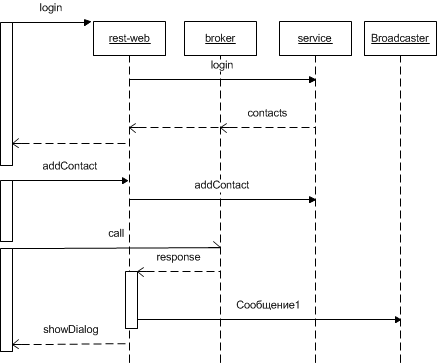 login
rest-web
broker
service
Broadcaster
login
contacts
addContact
addContact
call
response
Сообщение1
showDialog